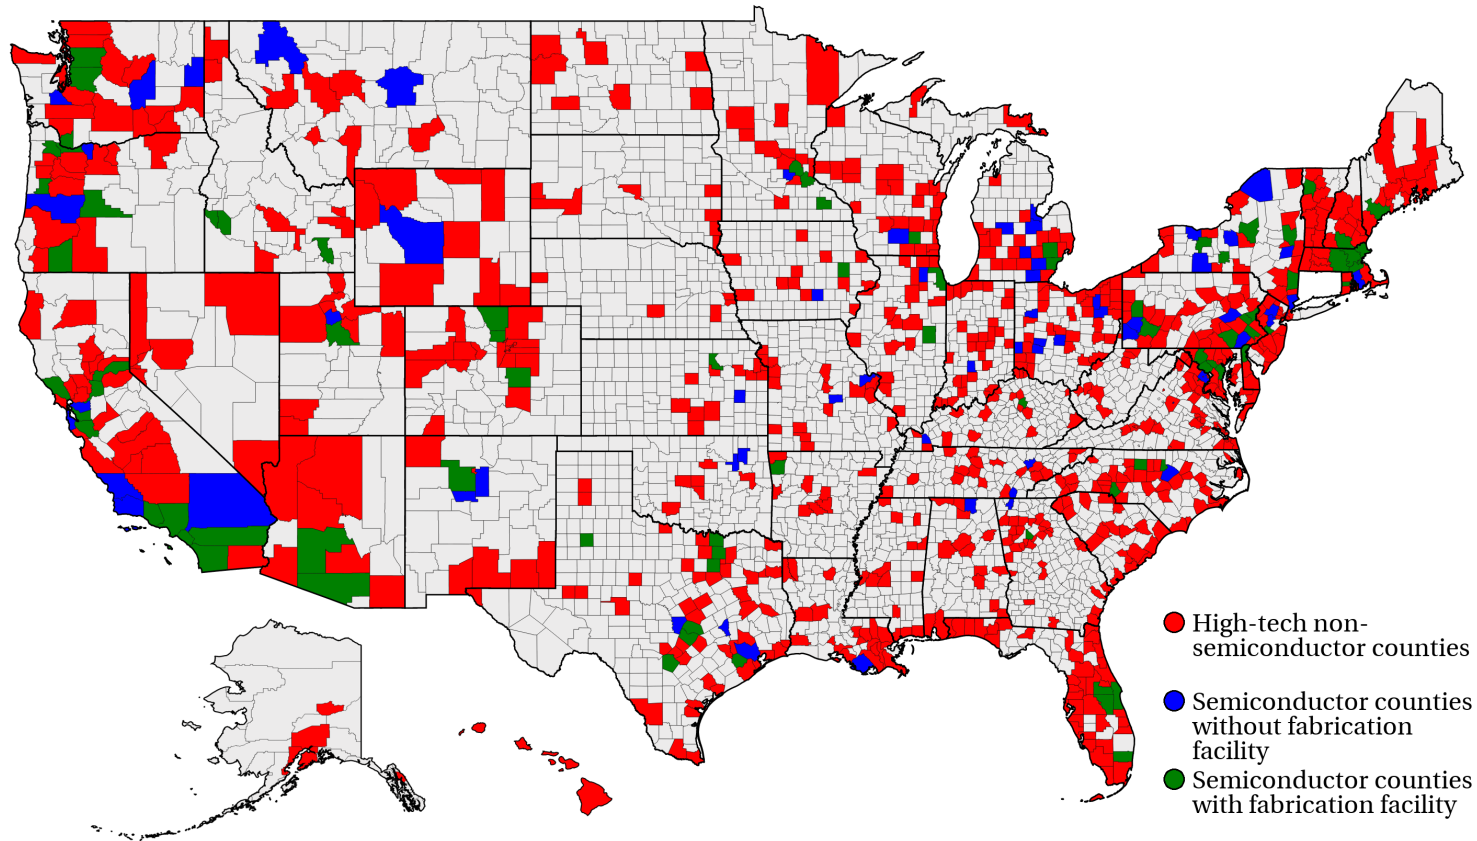 High-tech non-
semiconductor counties
Semiconductor counties
without fabrication
facility
Semiconductor counties
with fabrication facility